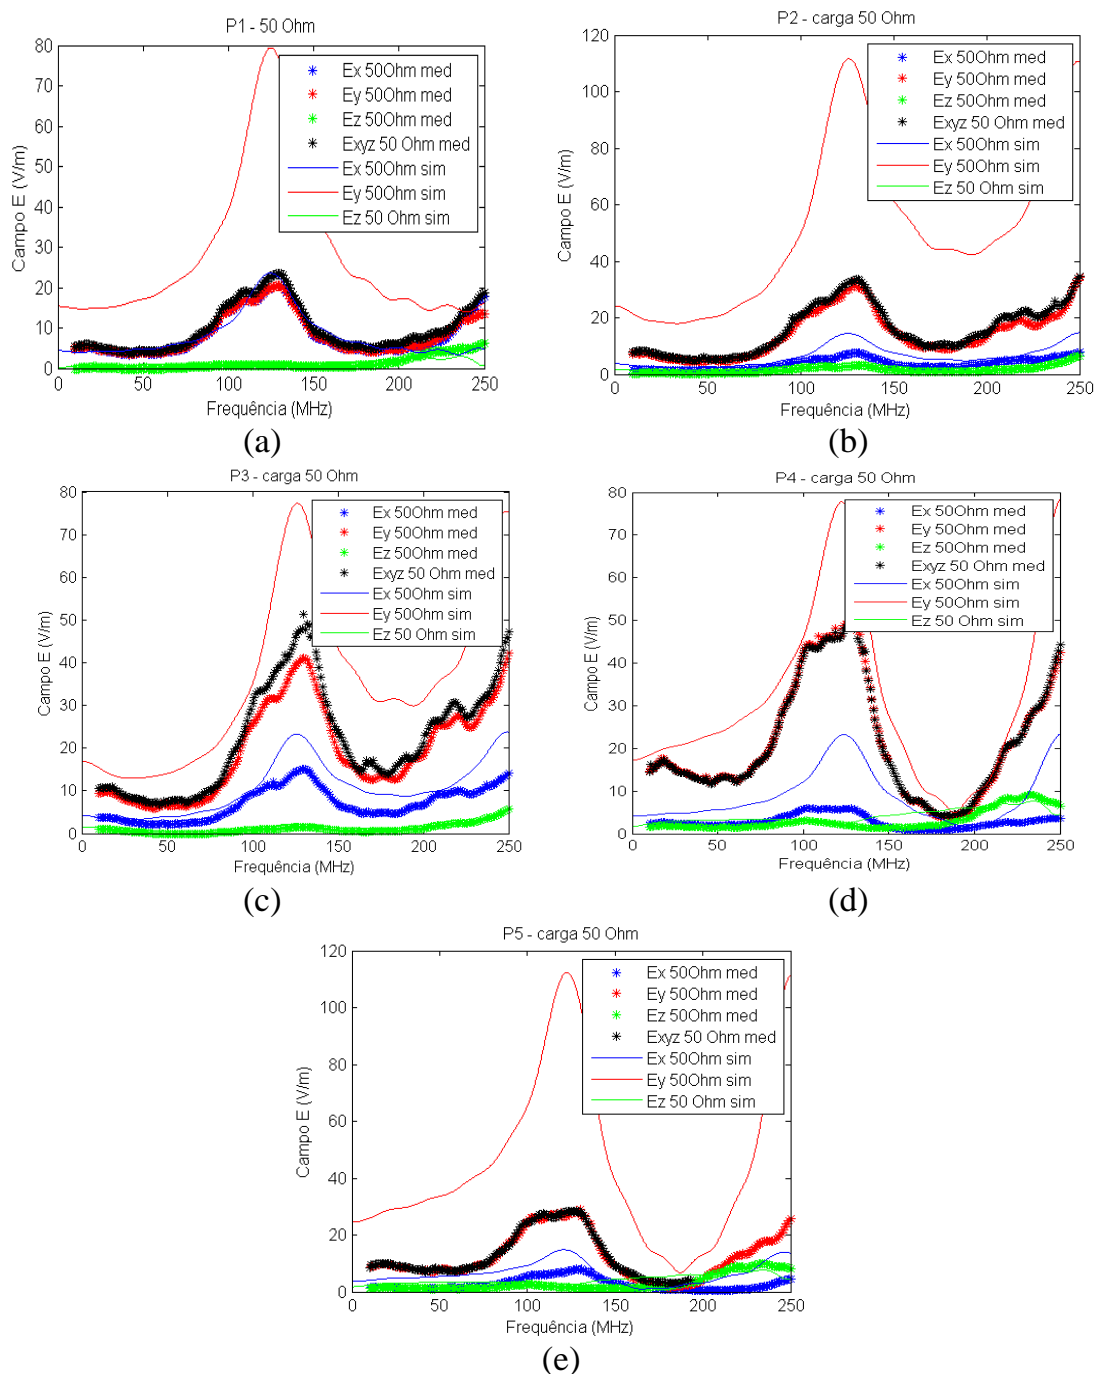 P1 - 50 Ohm
Campo E (V/m)
80
70
60
50
40
30
20
10
0
Ex 50Ohm med
Ey 50Ohm med
Ez 50Ohm med
Exyz 50 Ohm med
Ex 50Ohm sim
Ey 50Ohm sim
Ez 50 Ohm sim
0 50 100 150 200 250
Frequência (MHz)
(a)
P2 - carga 50 Ohm
Campo E (V/m)
120
100
80
60
40
20
0
Ex 50Ohm med
Ey 50Ohm med
Ez 50Ohm med
Exyz 50 Ohm med
Ex 50Ohm sim
Ey 50Ohm sim
Ez 50 Ohm sim
0 50 100 150 200 250
Frequência (MHz)
(b)
P3 - carga 50 Ohm
Campo E (V/m)
80
70
60
50
40
30
20
10
0
Ex 50Ohm med
Ey 50Ohm med
Ez 50Ohm med
Exyz 50 Ohm med
Ex 50Ohm sim
Ey 50Ohm sim
Ez 50 Ohm sim
0 50 100 150 200 250
Frequência (MHz)
(c)
P4 - carga 50 Ohm
Campo E (V/m)
80
70
60
50
40
30
20
10
0
Ex 50Ohm med
Ey 50Ohm med
Ez 50Ohm med
Exyz 50 Ohm med
Ex 50Ohm sim
Ey 50Ohm sim
Ez 50 Ohm sim
0 50 100 150 200 250
Frequência (MHz)
(d)
P5 - carga 50 Ohm
Campo E (V/m)
120
100
80
60
40
20
0
Ex 50Ohm med
Ey 50Ohm med
Ez 50Ohm med
Exyz 50 Ohm med
Ex 50Ohm sim
Ey 50Ohm sim
Ez 50 Ohm sim
0 50 100 150 200 250
Frequência (MHz)
(e)